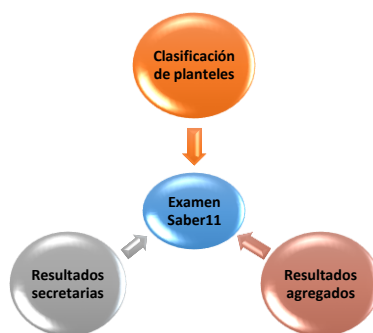 Clasificación
de planteles
Examen
Saber11
Resultados
secretarias
Resultados
agregados